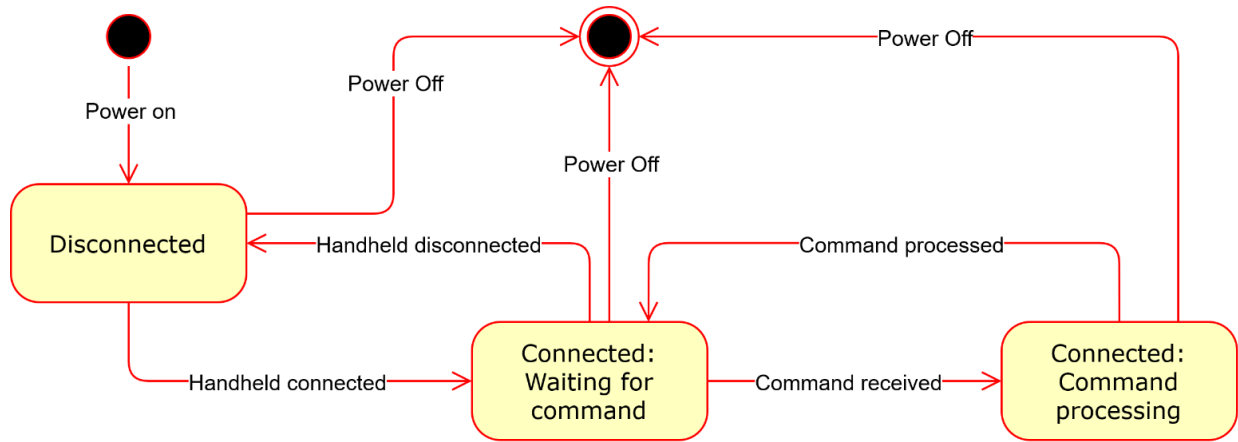 Power Off
Power Off
Power on
Power Off
Disconnected
Handheld disconnected
Command processed
Connected:
Waiting for
command
Connected:
Command
processing
Handheld connected
Command received